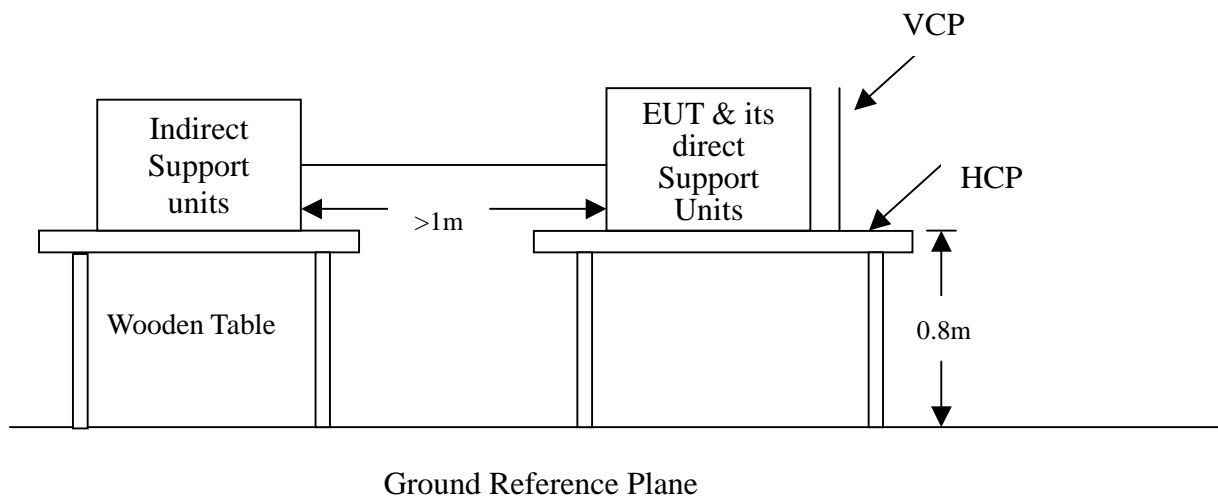 VCP
Indirect
Support
units
EUT & its
direct
Support
Units
HCP
>1m
Wooden Table
0.8m
Ground Reference Plane